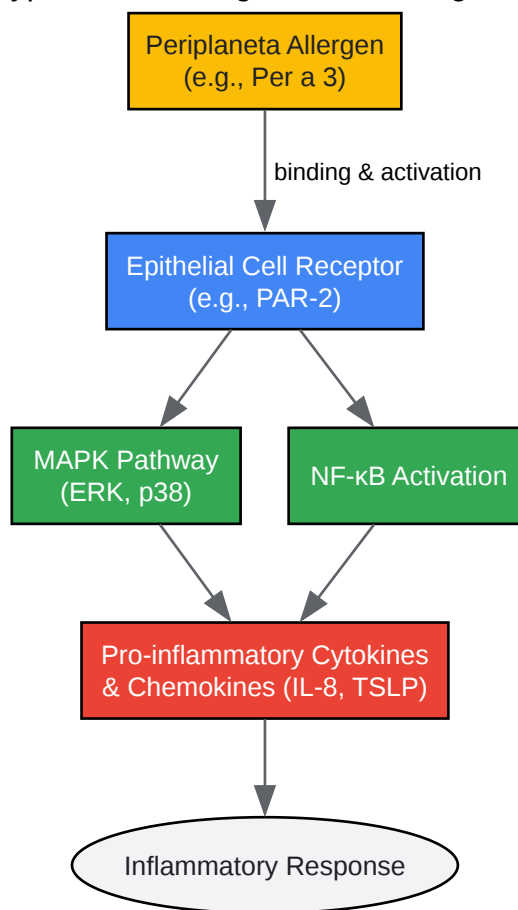 Periplaneta Allergen
(e.g., Per a 3)
binding & activation
Epithelial Cell Receptor
(e.g., PAR-2)
MAPK Pathway
(ERK, p38)
NF-κB Activation
Pro-inflammatory Cytokines
& Chemokines (IL-8, TSLP)
Inflammatory Response